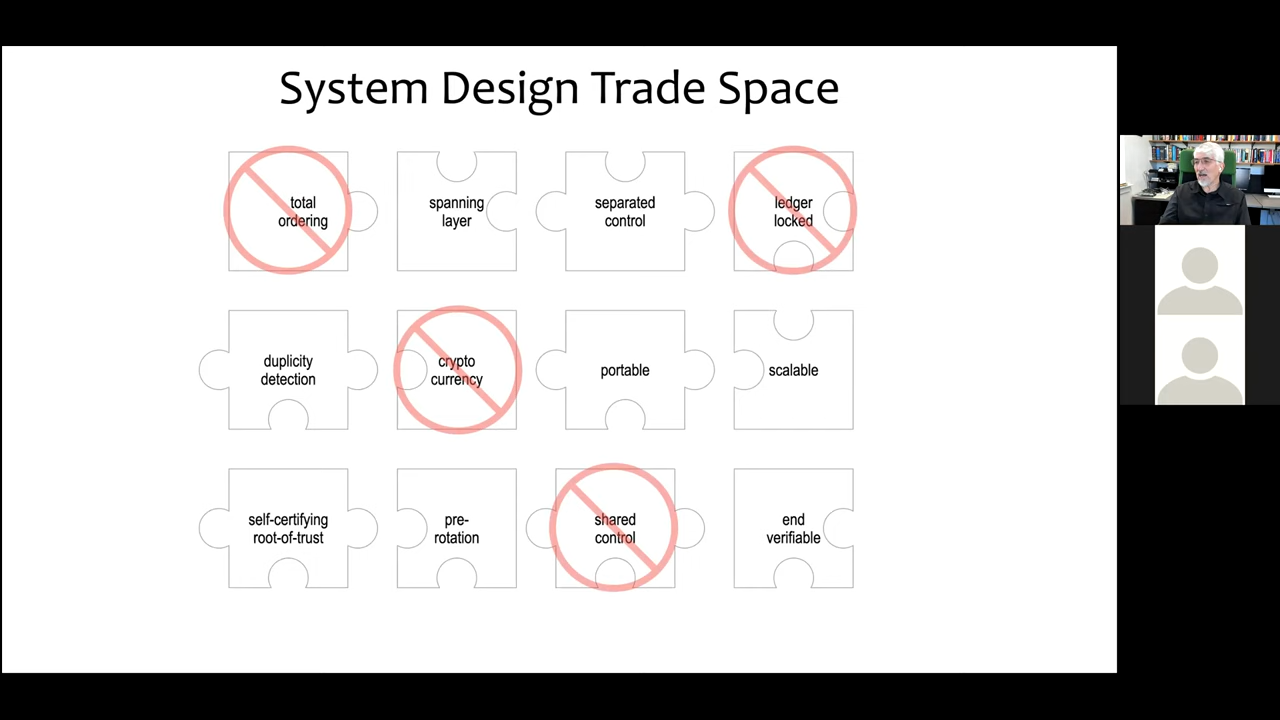 System Design Trade Space
total
ordering
spanning
layer
separated
control
ledger
locked
duplicity
detection
crypto
currency
portable
scalable
self-certifying
root-of-trust
pre-
rotation
shared
control
end
verifiable